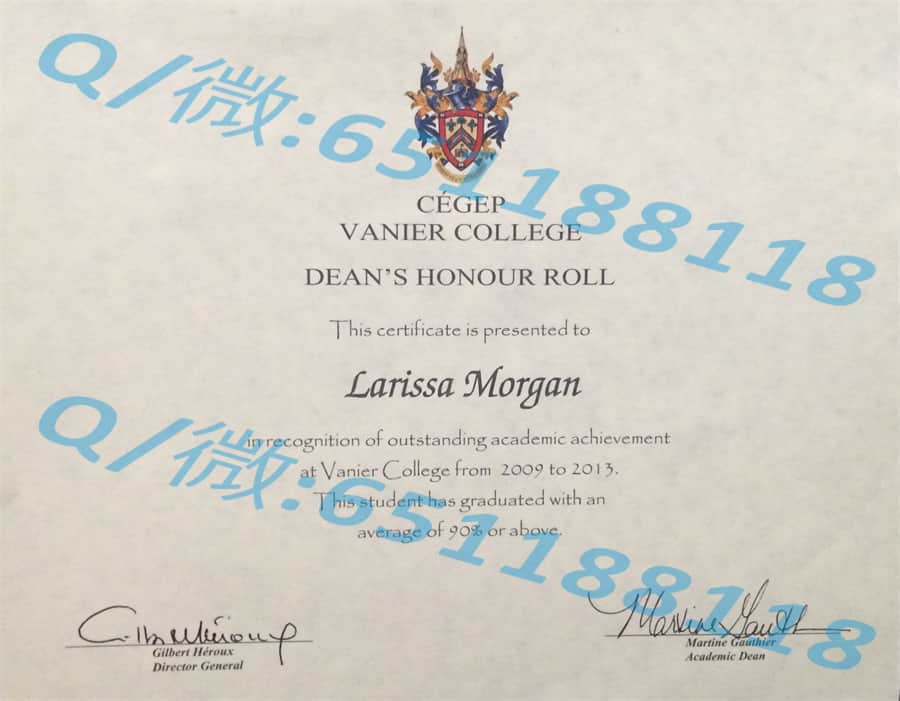 Q/微:651188118
CÉGEP
VANIER COLLEGE
DEAN'S HONOUR ROLL
This certificate is presented to
Larissa Morgan
in recognition of outstanding academic achievement
at Vanier College from 2009 to 2013.
This student has graduated with an
average of 90% or above.
Q/微:651188118
Gilbert Héroux
Director General
Martine Gauthier
Academic Dean